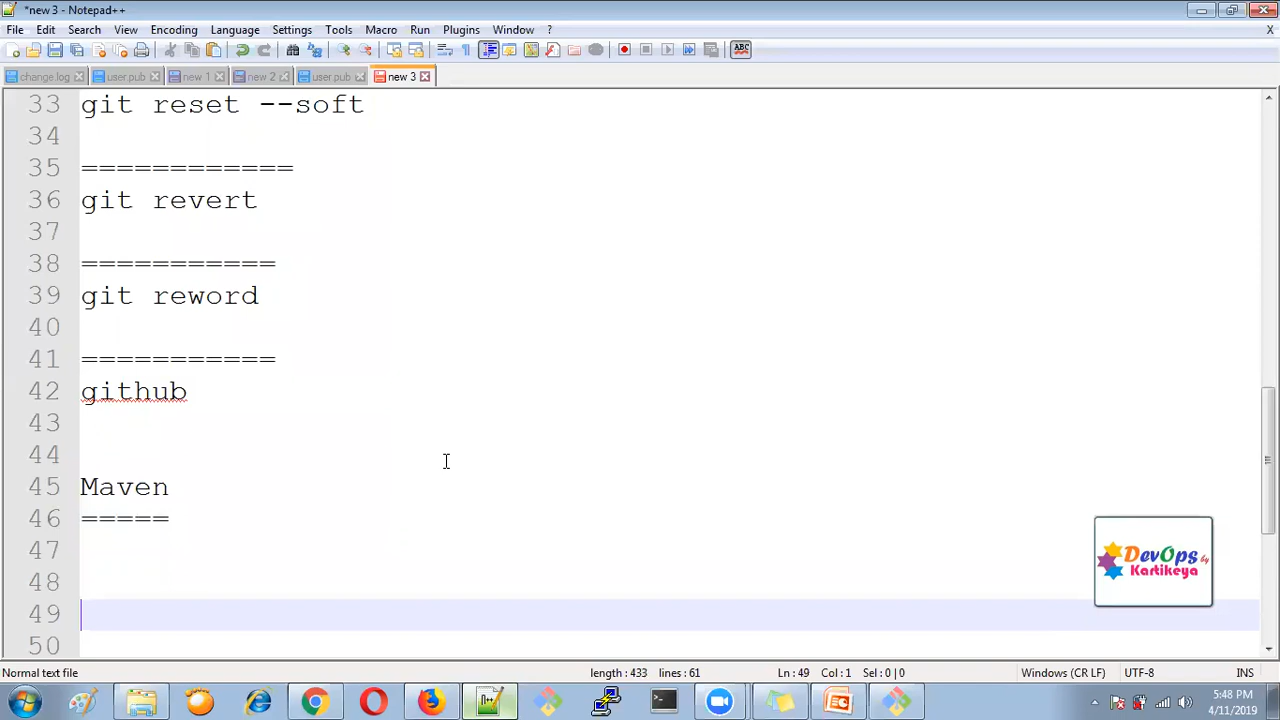 *new 3 - Notepad++
File Edit Search View Encoding Language Settings Tools Macro Run Plugins Window ? X
ABC
change.log user.pub new 1 new 2 user.pub new 3
33 git reset --soft
34
35 ============
36 git revert
37
38 ===========
39 git reword
40
41 ===========
42 github
43
44
45 Maven
46 =====
47
48
49
50
DevOps by
Kartikeya
Normal text file length : 433 lines : 61 Ln : 49 Col : 1 Sel : 0 | 0 Windows (CR LF) UTF-8 INS
5:48 PM
4/11/2019